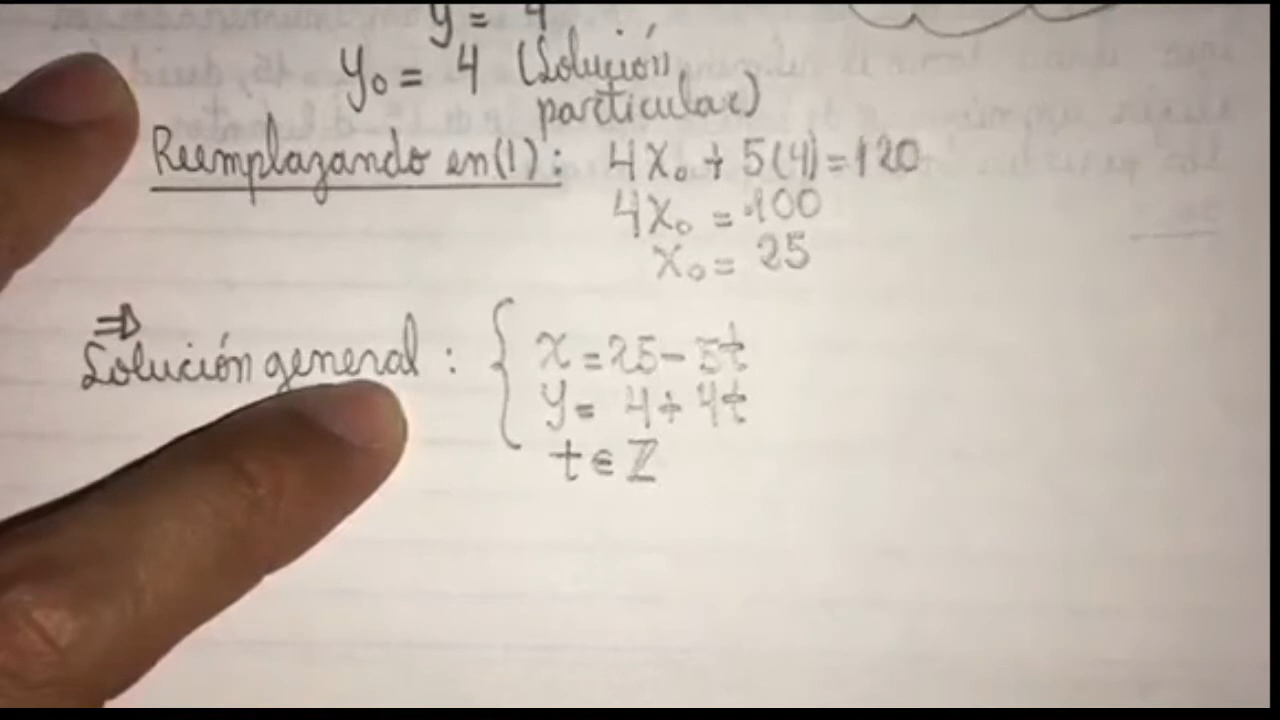 y = 4
y₀ = 4 (Solución
particular)
Reemplazando en (1): 4x₀ + 5(4) = 120
4x₀ = 100
x₀ = 25
⇒
Solución general: { x = 25 - 5t
y = 4 + 4t
t ∈ ℤ